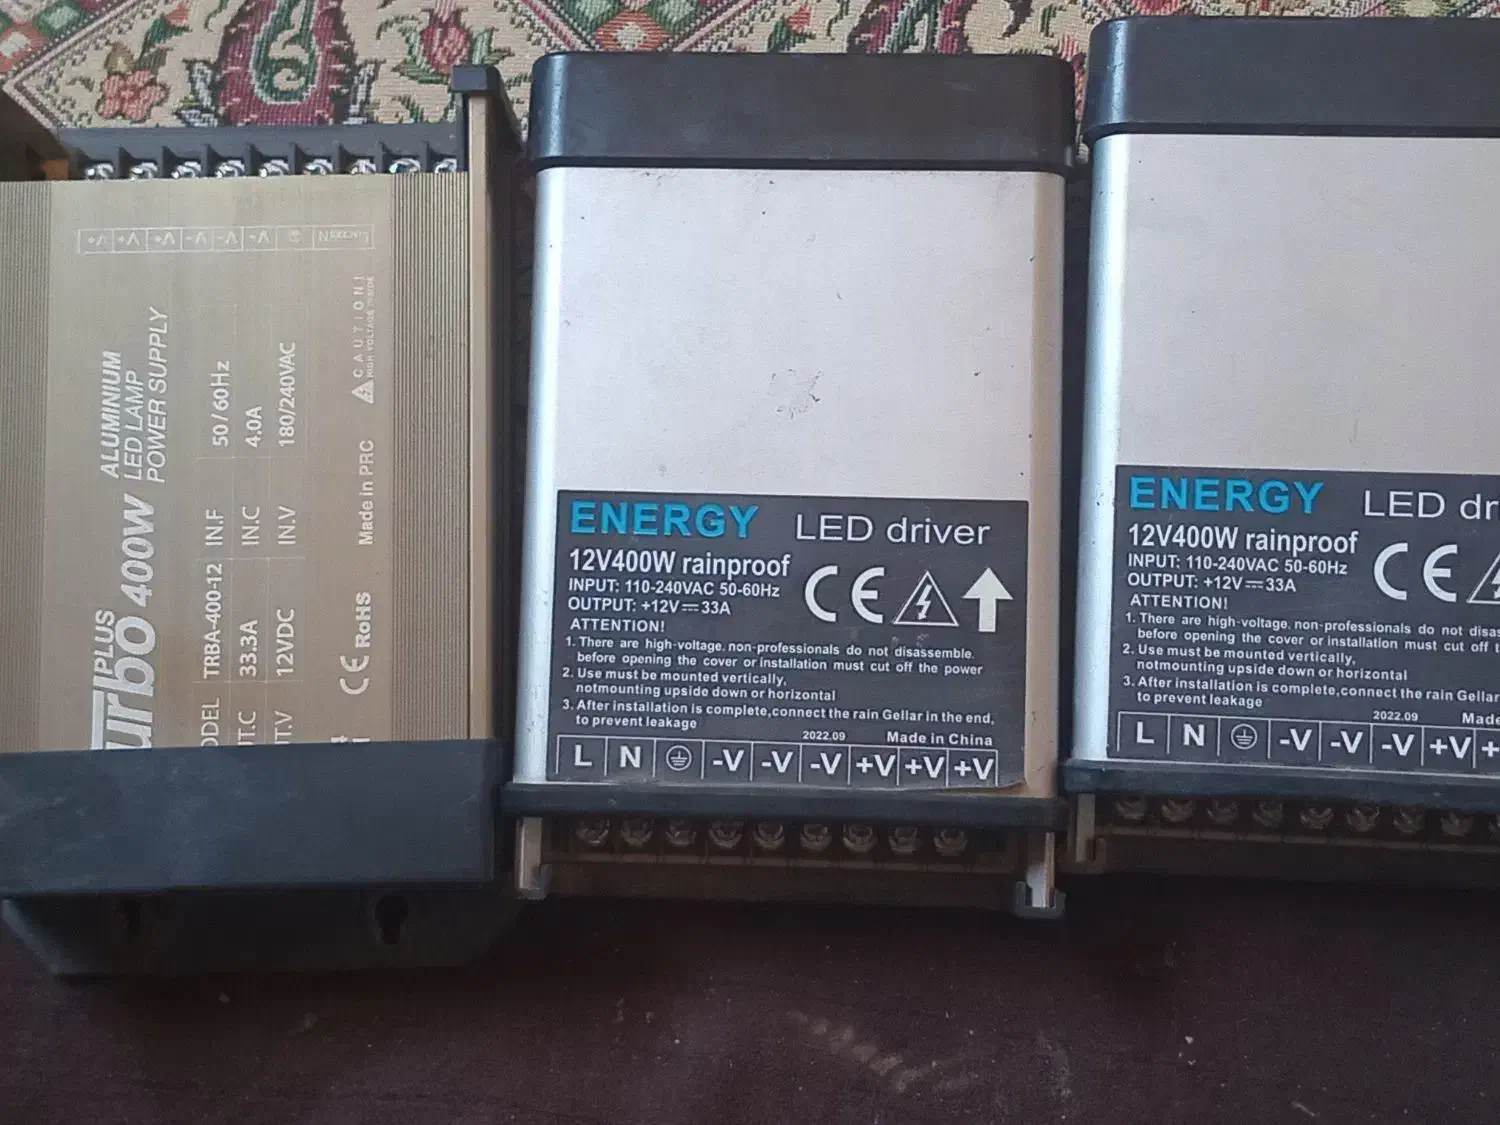 PLUS
urbo 400W
ALUMINIUM
LED LAMP
POWER SUPPLY
TRBA-400-12 IN.F 50/60Hz
33.3A IN.C 4.0A
12VDC IN.V 180/240VAC
CE RoHS Made in PRC
CAUTION!
HIGH VOLTAGE INSIDE
V+ V+ V+ V- V- V- N
ENERGY LED driver
12V400W rainproof
INPUT: 110-240VAC 50-60Hz
OUTPUT: +12V⎓33A
CE
ATTENTION!
1. There are high-voltage, non-professionals do not disassemble.
before opening the cover or installation must cut off the power
2. Use must be mounted vertically,
notmounting upside down or horizontal
3. After installation is complete,connect the rain Gellar in the end,
to prevent leakage
2022.09 Made in China
L N -V -V -V +V +V +V
ENERGY LED dr
12V400W rainproof
INPUT: 110-240VAC 50-60Hz
OUTPUT: +12V⎓33A
CE
ATTENTION!
1. There are high-voltage, non-professionals do not disas
before opening the cover or installation must cut off t
2. Use must be mounted vertically,
notmounting upside down or horizontal
3. After installation is complete,connect the rain Gellar
to prevent leakage
2022.09 Made
L N -V -V -V +V +